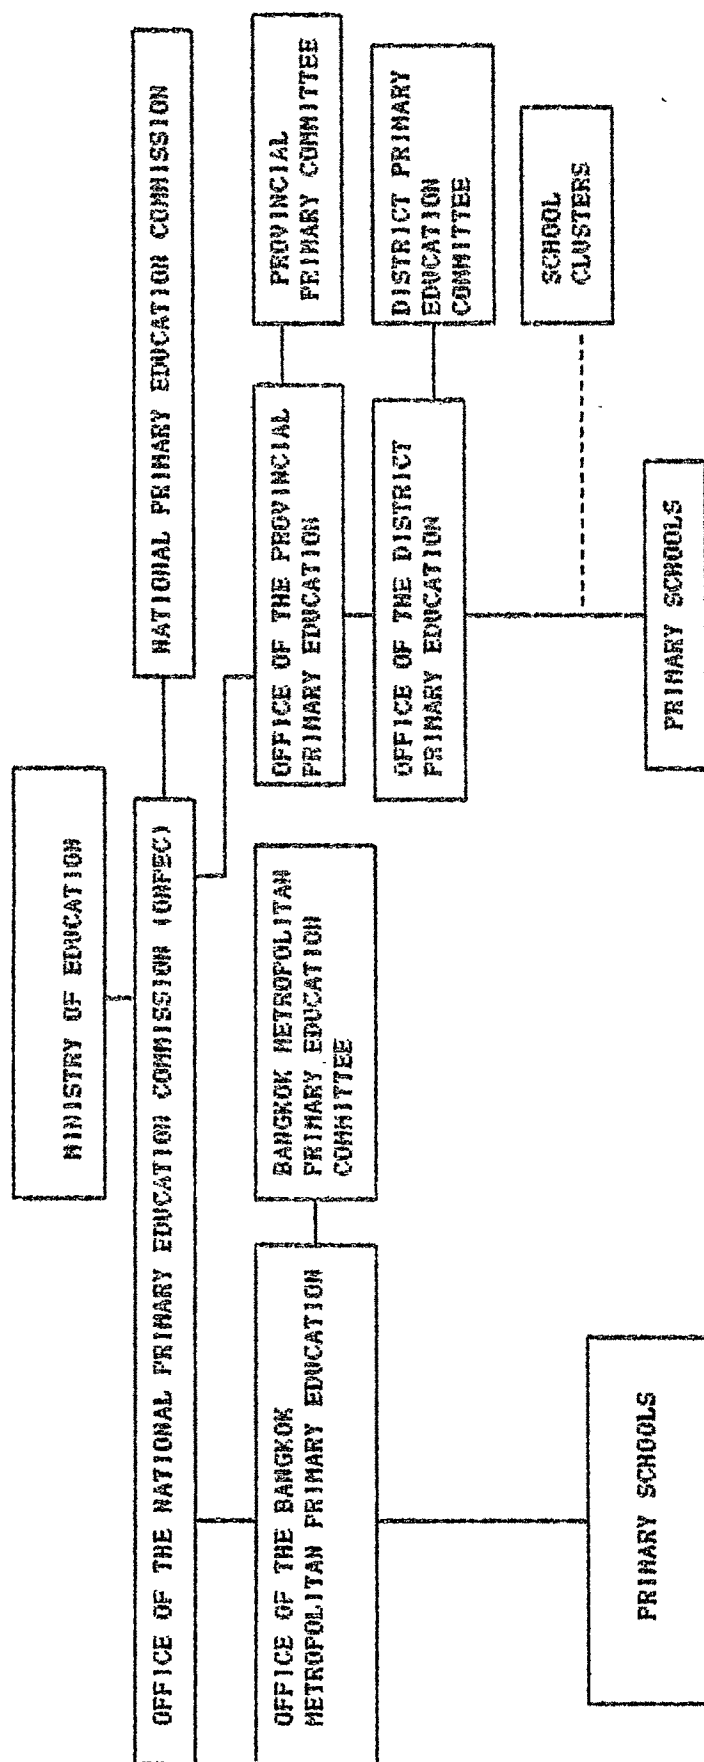 MINISTRY OF EDUCATION
OFFICE OF THE NATIONAL PRIMARY EDUCATION COMMISSION (ONPEC)
NATIONAL PRIMARY EDUCATION COMMISSION
OFFICE OF THE BANGKOK
METROPOLITAN PRIMARY EDUCATION
BANGKOK METROPOLITAN
PRIMARY EDUCATION
COMMITTEE
OFFICE OF THE PROVINCIAL
PRIMARY EDUCATION
PROVINCIAL
PRIMARY COMMITTEE
OFFICE OF THE DISTRICT
PRIMARY EDUCATION
DISTRICT PRIMARY
EDUCATION
COMMITTEE
SCHOOL
CLUSTERS
PRIMARY SCHOOLS
PRIMARY SCHOOLS